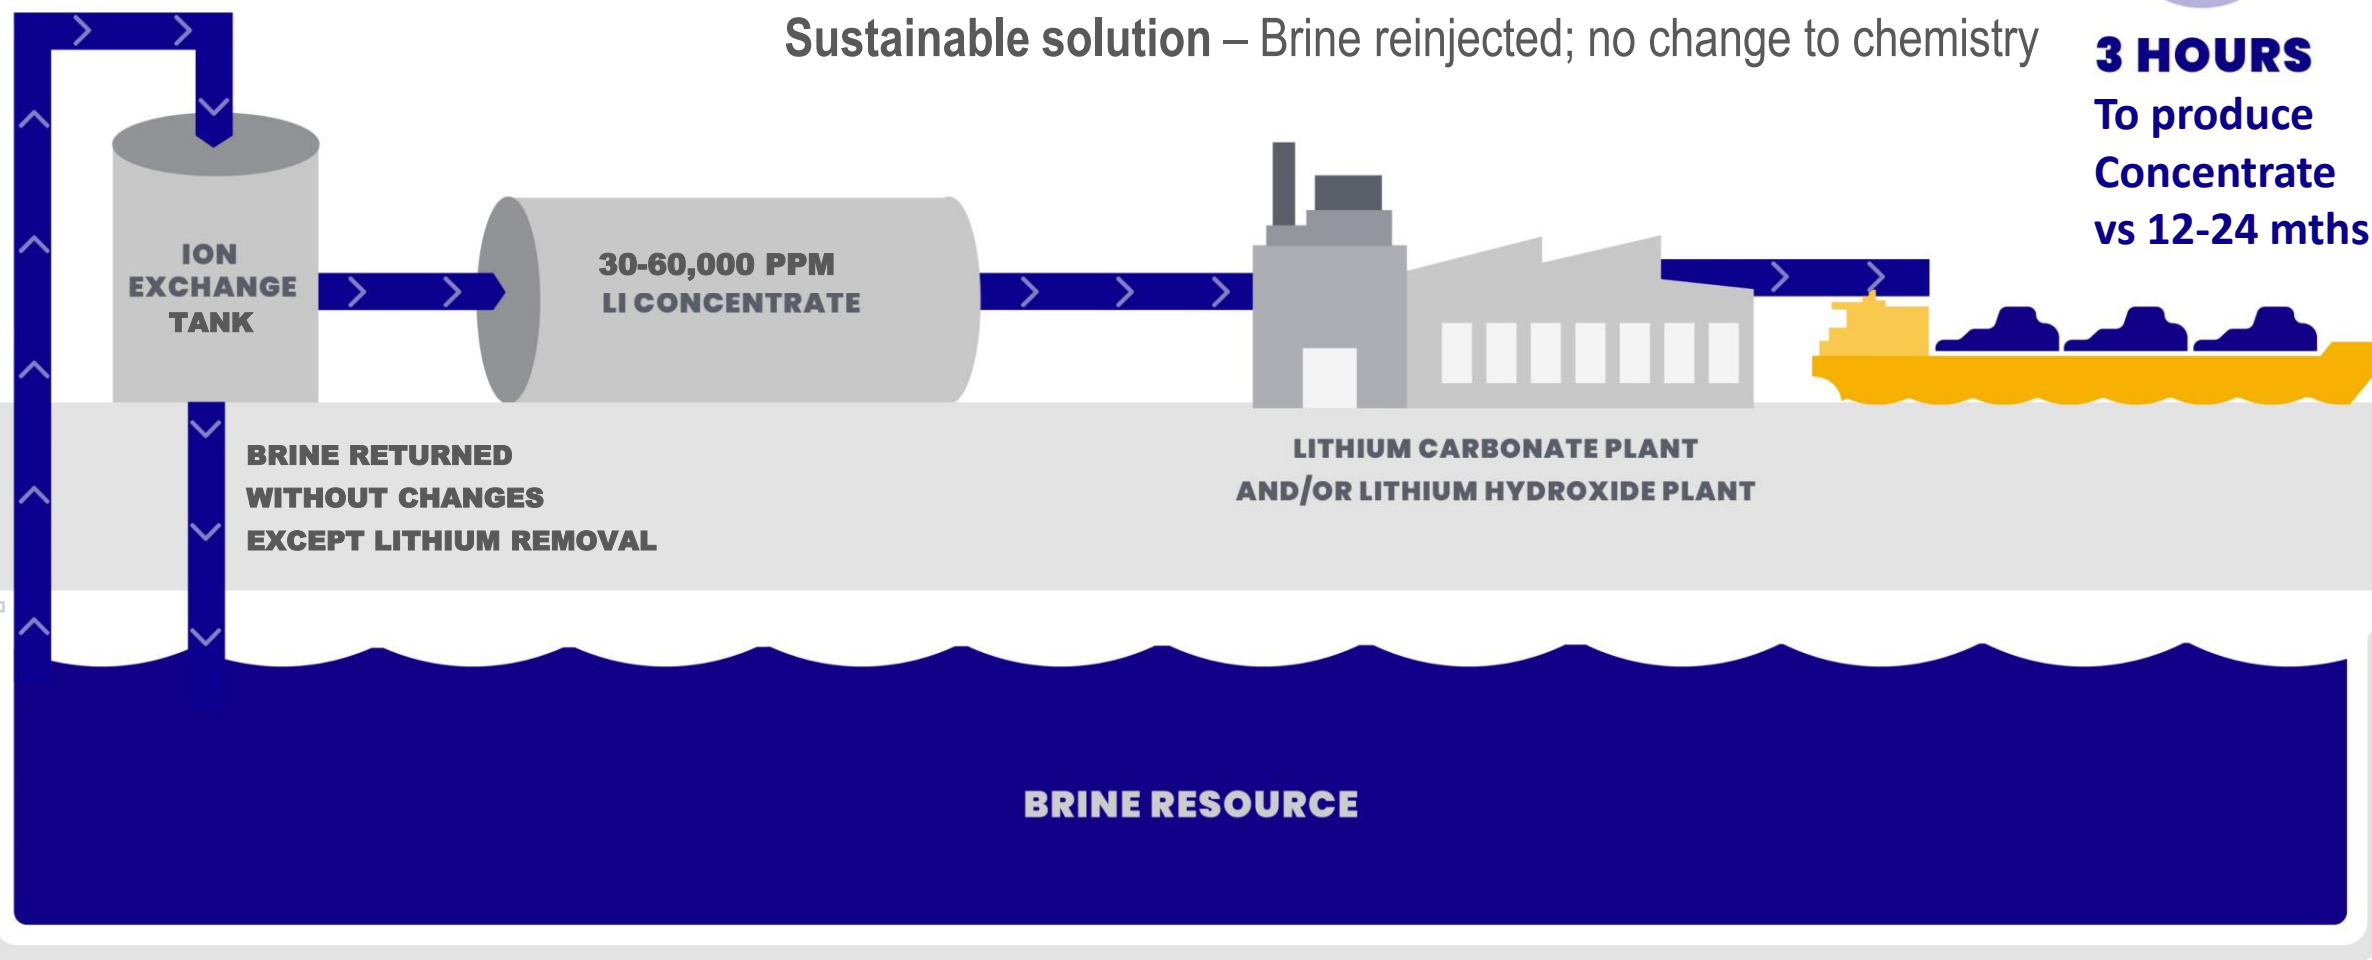 Sustainable solution – Brine reinjected; no change to chemistry
3 HOURS
To produce
Concentrate
vs 12-24 mths
ION
EXCHANGE
TANK
30-60,000 PPM
LI CONCENTRATE
BRINE RETURNED
WITHOUT CHANGES
EXCEPT LITHIUM REMOVAL
LITHIUM CARBONATE PLANT
AND/OR LITHIUM HYDROXIDE PLANT
BRINE RESOURCE